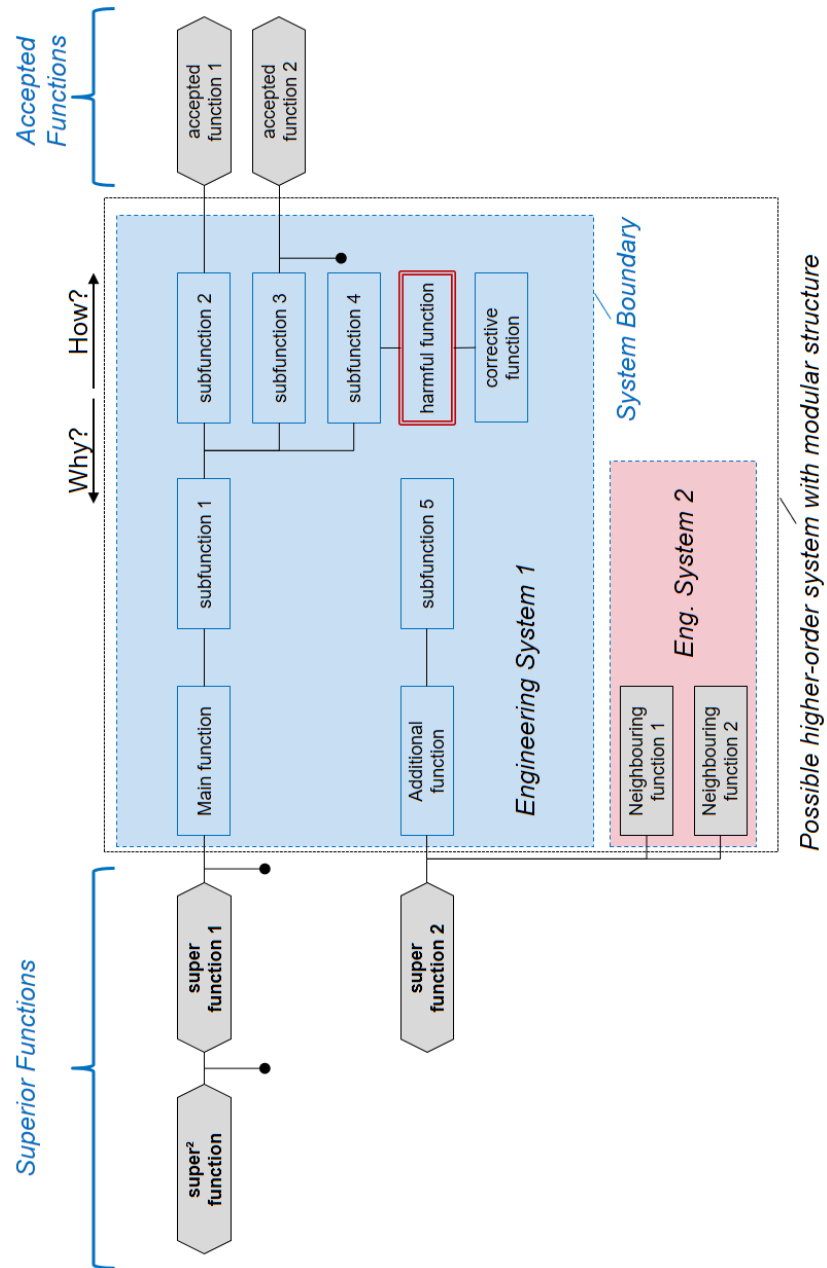 Superior Functions
Accepted
Functions
Why?
How?
super²
function
super
function 1
Main function
subfunction 1
subfunction 2
accepted
function 1
subfunction 3
accepted
function 2
subfunction 4
super
function 2
Additional
function
subfunction 5
harmful function
corrective
function
Engineering System 1
System Boundary
Neighbouring
function 1
Eng. System 2
Neighbouring
function 2
Possible higher-order system with modular structure